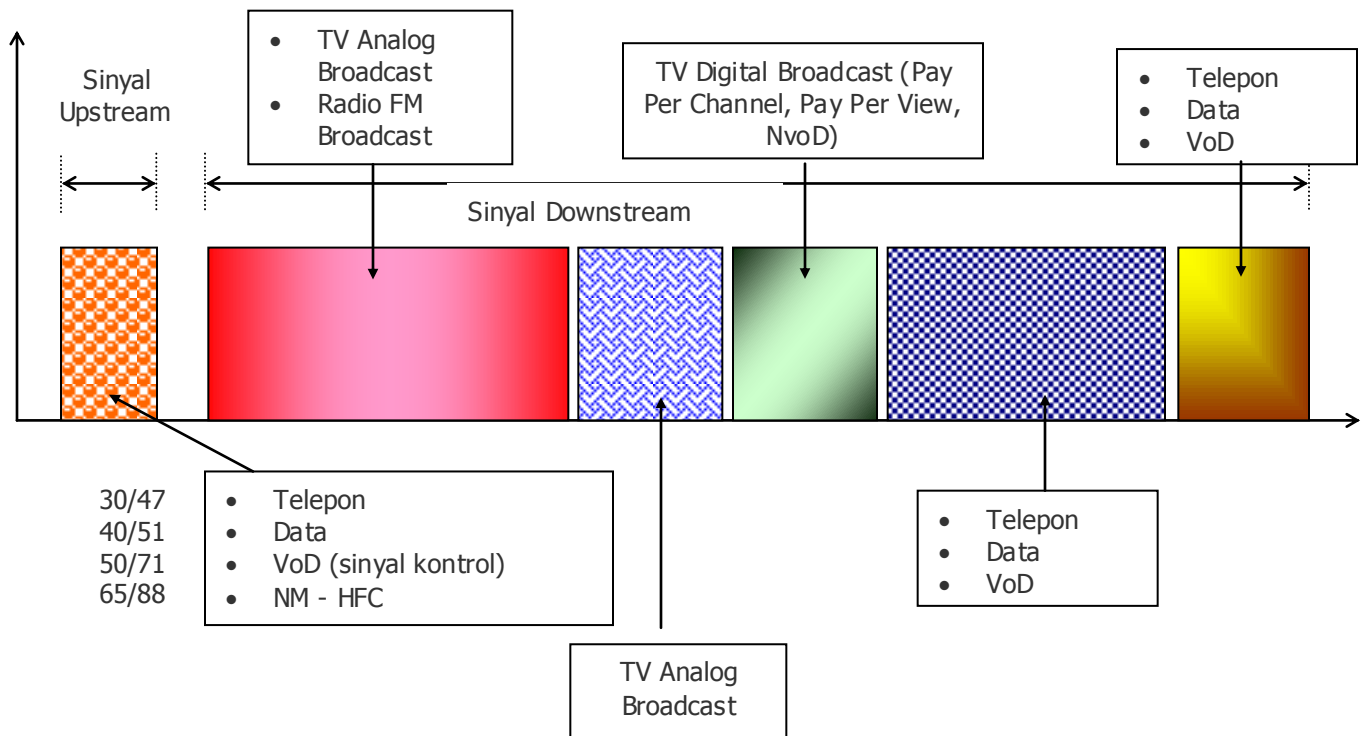 Sinyal
Upstream
• TV Analog
Broadcast
• Radio FM
Broadcast
TV Digital Broadcast (Pay
Per Channel, Pay Per View,
NvoD)
• Telepon
• Data
• VoD
Sinyal Downstream
30/47
40/51
50/71
65/88
• Telepon
• Data
• VoD (sinyal kontrol)
• NM - HFC
TV Analog
Broadcast
• Telepon
• Data
• VoD